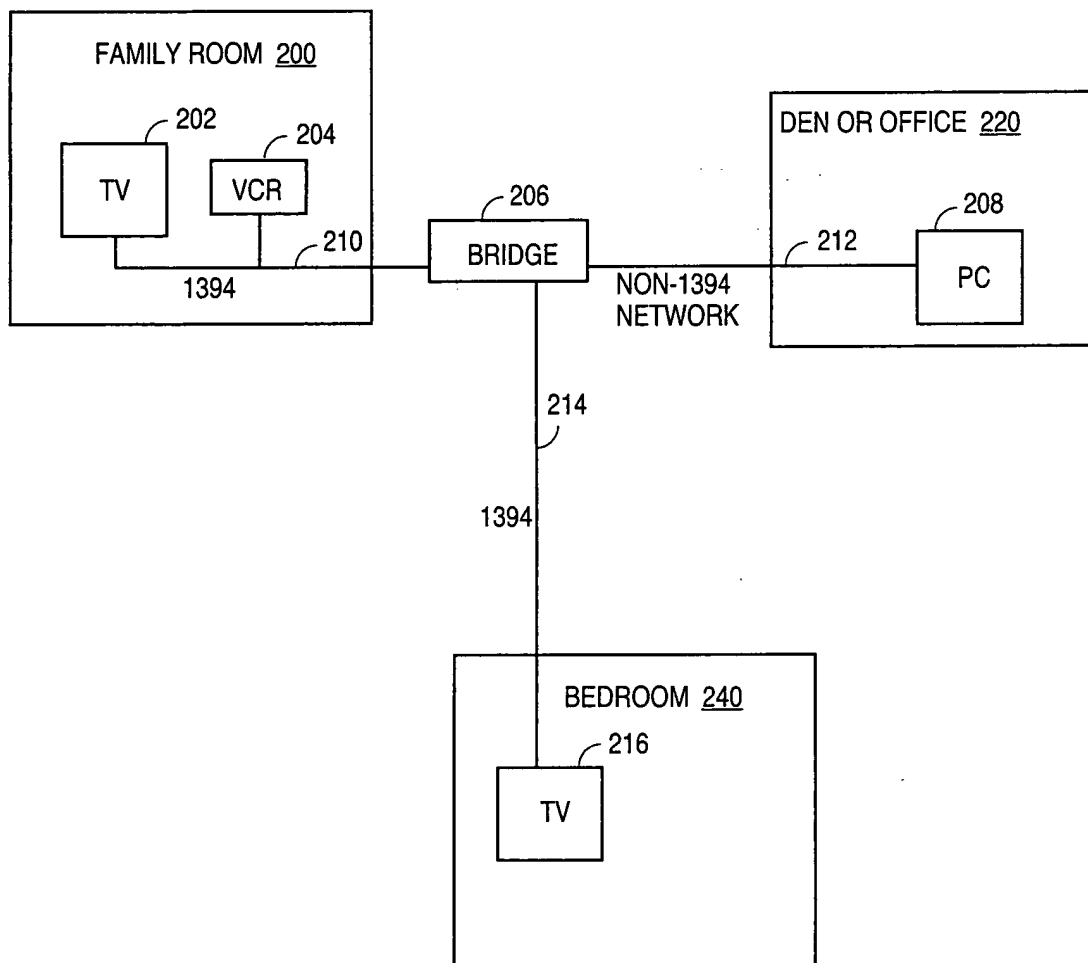 FAMILY ROOM 200
202
204
TV
VCR
210
1394
206
BRIDGE
DEN OR OFFICE 220
208
212
PC
NON-1394
NETWORK
214
1394
BEDROOM 240
216
TV